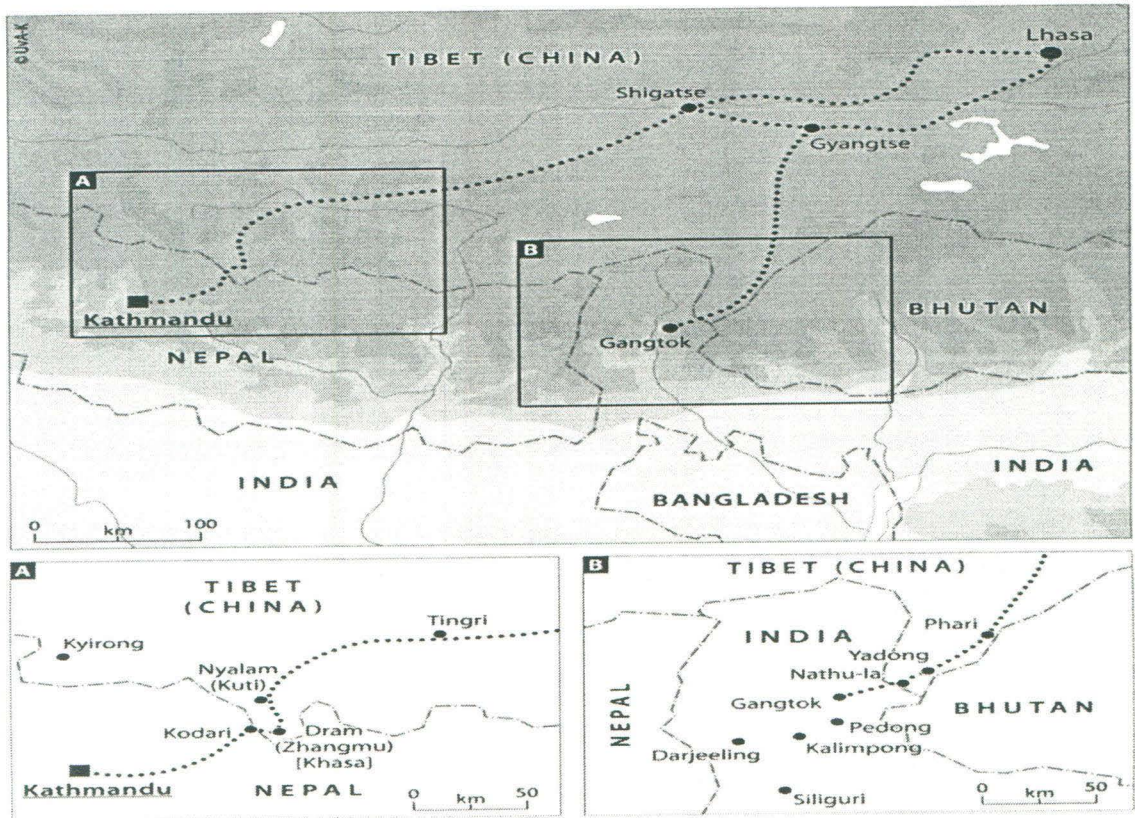 © UvA-K
TIBET (CHINA)
Lhasa
Shigatse
Gyangtse
A
B
Kathmandu
NEPAL
Gangtok
BHUTAN
INDIA
BANGLADESH
INDIA
0 km 100
A
TIBET
(CHINA)
Kyirong
Tingri
Nyalam
(Kuti)
Kodari
Dram
(Zhangmu)
[Khasa]
Kathmandu
NEPAL
0 km 50
B
TIBET (CHINA)
INDIA
Phari
Yadong
Nathu-la
Gangtok
BHUTAN
NEPAL
Pedong
Darjeeling
Kalimpong
Siliguri
0 km 50